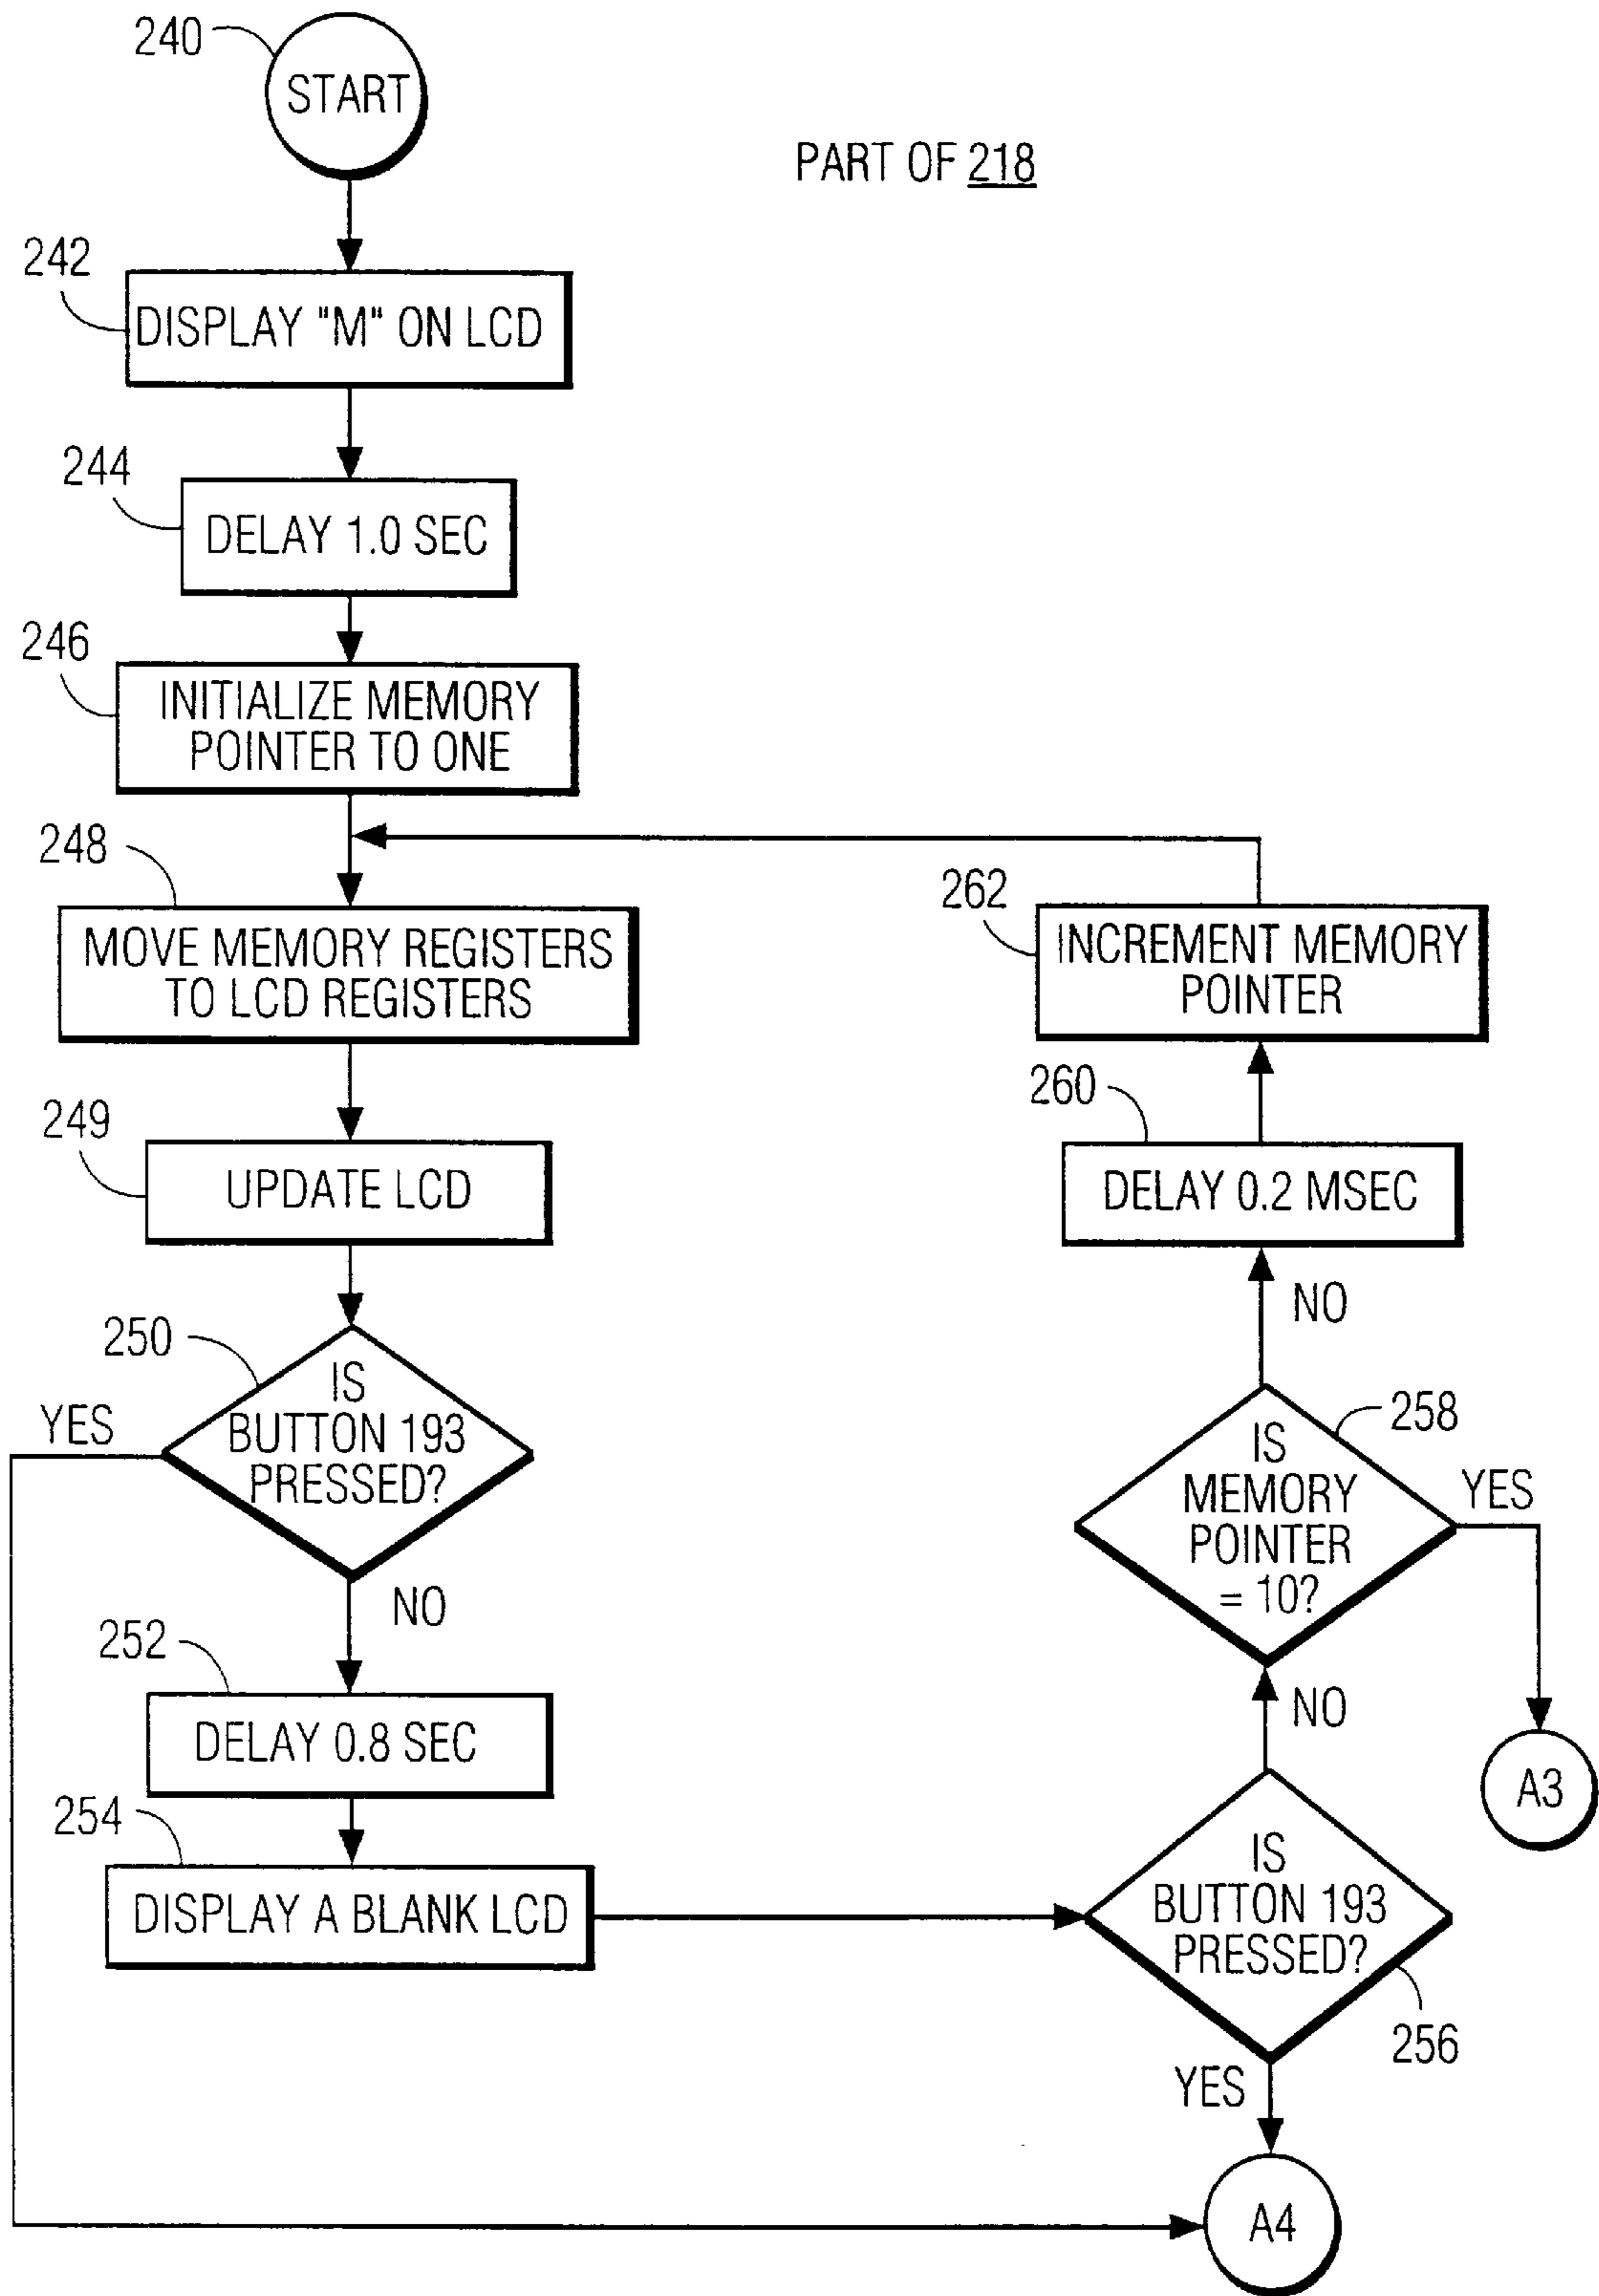 240
START
PART OF 218
242
DISPLAY "M" ON LCD
244
DELAY 1.0 SEC
246
INITIALIZE MEMORY
POINTER TO ONE
248
MOVE MEMORY REGISTERS
TO LCD REGISTERS
249
UPDATE LCD
250
IS
BUTTON 193
PRESSED?
YES
NO
252
DELAY 0.8 SEC
254
DISPLAY A BLANK LCD
262
INCREMENT MEMORY
POINTER
260
DELAY 0.2 MSEC
NO
258
IS
MEMORY
POINTER
= 10?
YES
A3
NO
IS
BUTTON 193
PRESSED?
256
YES
A4